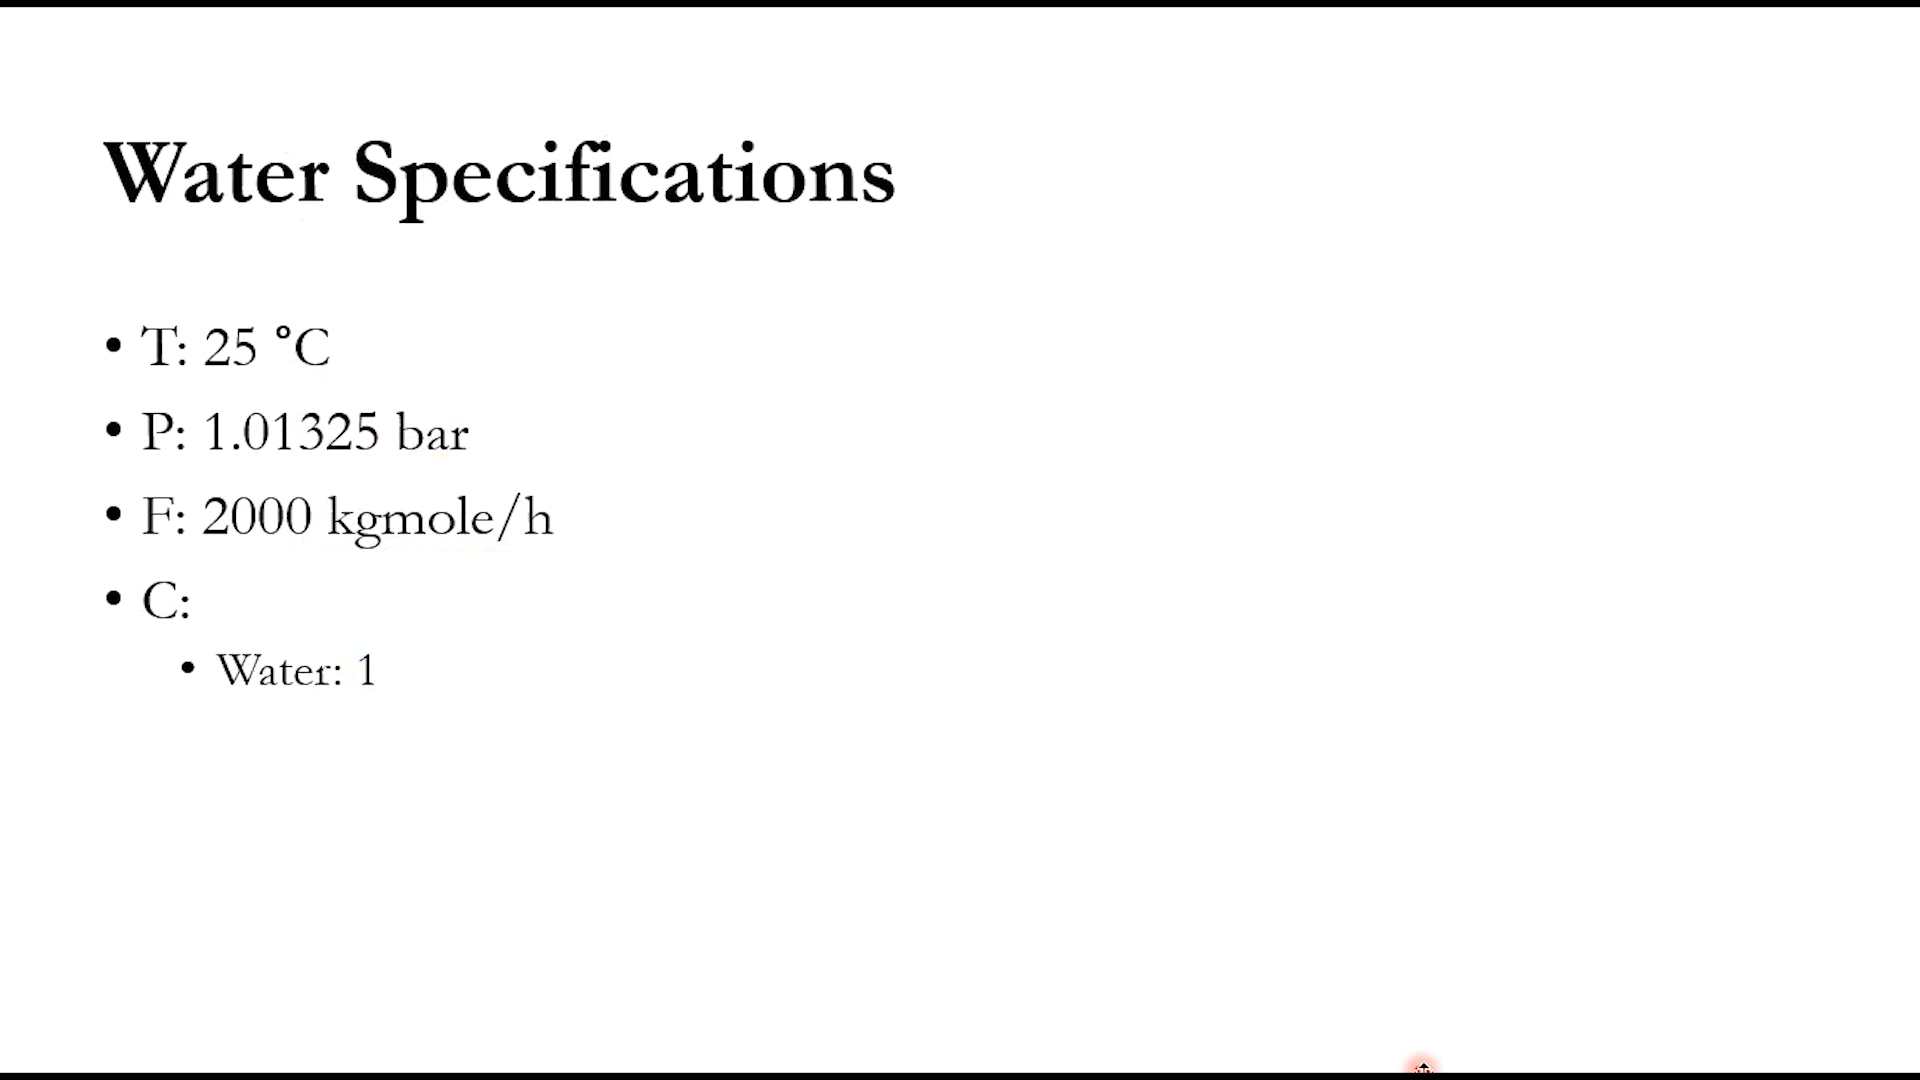 Water Specifications
• T: 25 °C
• P: 1.01325 bar
• F: 2000 kgmole/h
• C:
• Water: 1